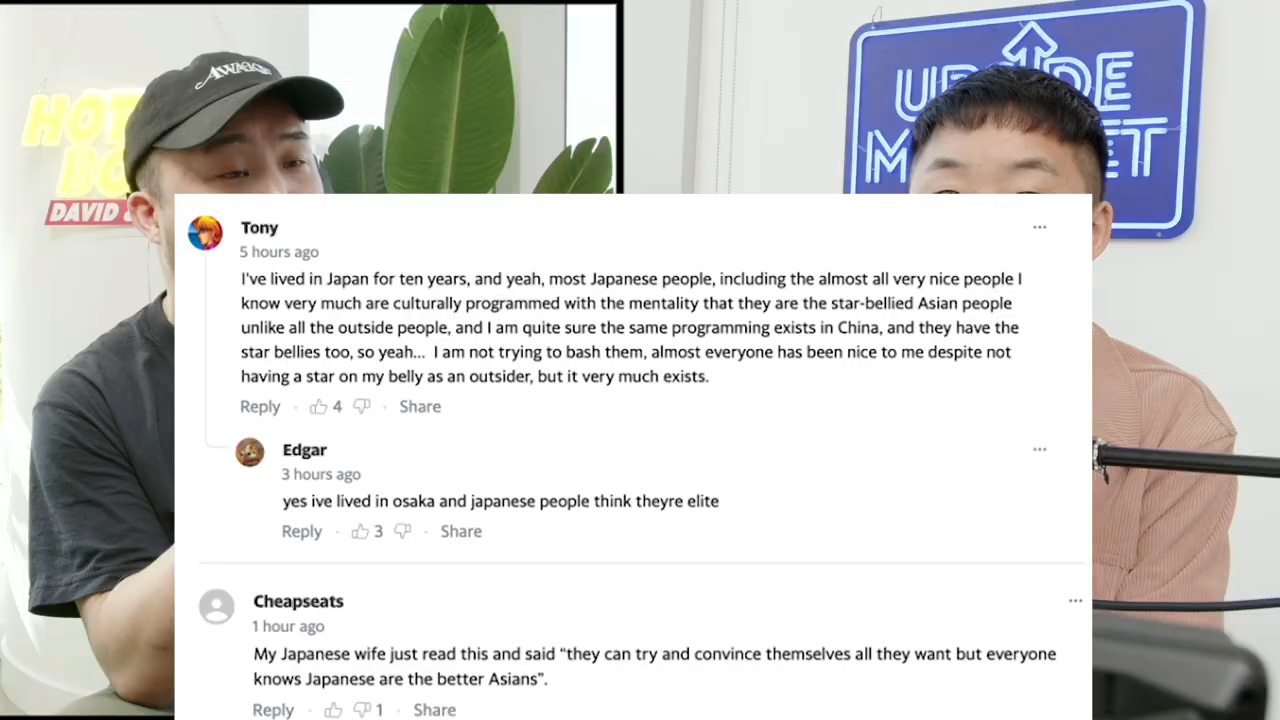 AWAKE
HOT
BO
DAVID &
UP DE
M ET
Tony
5 hours ago
I've lived in Japan for ten years, and yeah, most Japanese people, including the almost all very nice people I
know very much are culturally programmed with the mentality that they are the star-bellied Asian people
unlike all the outside people, and I am quite sure the same programming exists in China, and they have the
star bellies too, so yeah... I am not trying to bash them, almost everyone has been nice to me despite not
having a star on my belly as an outsider, but it very much exists.
Reply · 4 · Share
Edgar
3 hours ago
yes ive lived in osaka and japanese people think theyre elite
Reply · 3 · Share
Cheapseats
1 hour ago
My Japanese wife just read this and said “they can try and convince themselves all they want but everyone
knows Japanese are the better Asians”.
Reply · 1 · Share